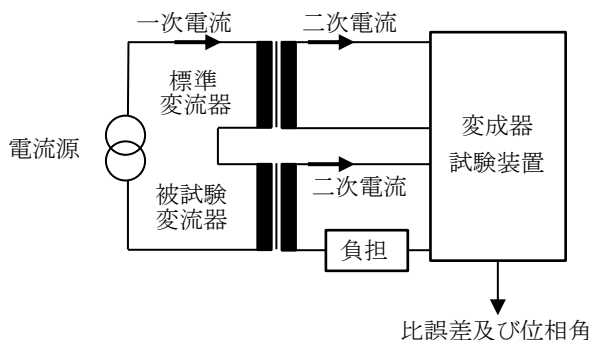 一次電流
二次電流
標準
変流器
電流源
変成器
試験装置
被試験
変流器
二次電流
負担
比誤差及び位相角